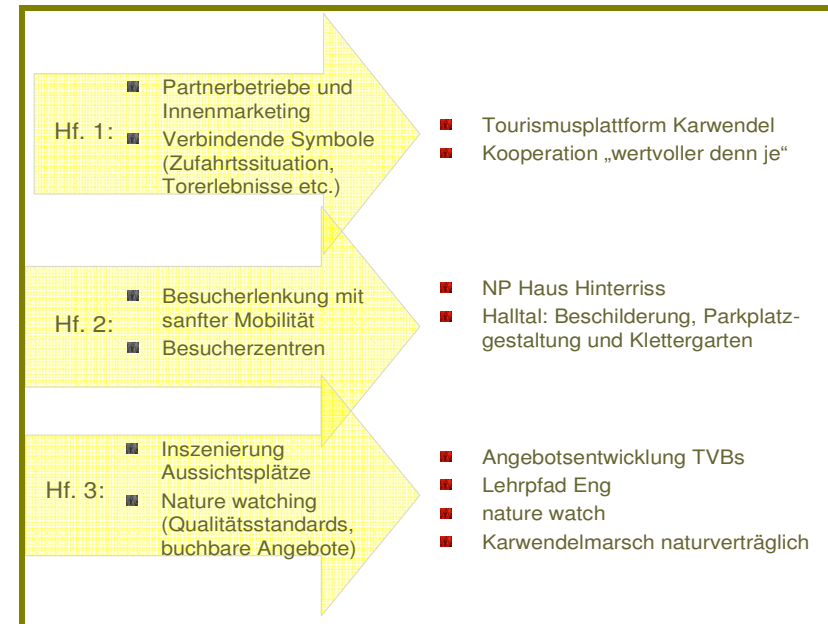 Hf. 1:
Partnerbetriebe und
Innenmarketing
Verbindende Symbole
(Zufahrtssituation,
Torerlebnisse etc.)
Tourismusplattform Karwendel
Kooperation „wertvoller denn je“
Hf. 2:
Besucherlenkung mit
sanfter Mobilität
Besucherzentren
NP Haus Hinterriss
Halltal: Beschilderung, Parkplatz-
gestaltung und Klettergarten
Hf. 3:
Inszenierung
Aussichtsplätze
Nature watching
(Qualitätsstandards,
buchbare Angebote)
Angebotsentwicklung TVBs
Lehrpfad Eng
nature watch
Karwendelmarsch naturverträglich